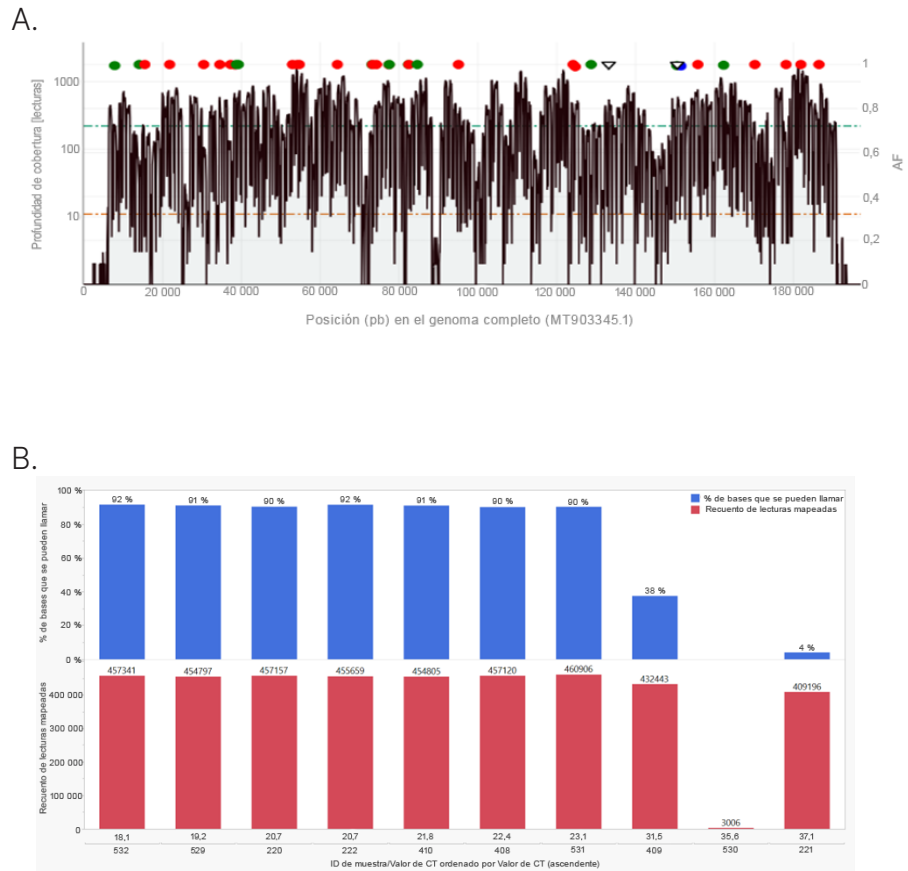 A.
1000
100
10
Profundidad de cobertura [lecturas]
1
0,8
0,6
0,4
0,2
0
AF
0 20 000 40 000 60 000 80 000 100 000 120 000 140 000 160 000 180 000
Posición (pb) en el genoma completo (MT903345.1)
B.
% de bases que se pueden llamar
Recuento de lecturas mapeadas
100 %
80 %
60 %
40 %
20 %
0 %
% de bases que se pueden llamar
92 % 91 % 90 % 92 % 91 % 90 % 90 % 38 % 4 %
457341 454797 457157 455659 454805 457120 460906 432443 3006 409196
400 000
300 000
200 000
100 000
0
Recuento de lecturas mapeadas
18,1 19,2 20,7 20,7 21,8 22,4 23,1 31,5 35,6 37,1
532 529 220 222 410 408 531 409 530 221
ID de muestra/Valor de CT ordenado por Valor de CT (ascendente)